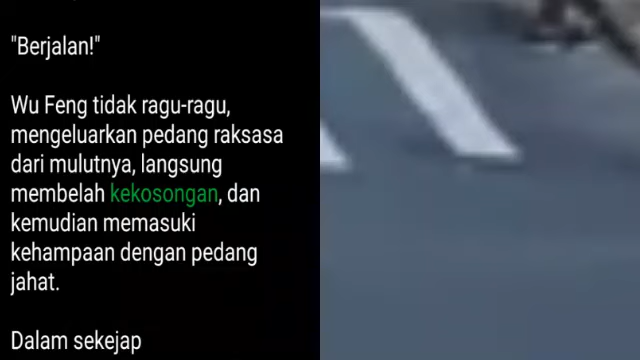 "Berjalan!"
Wu Feng tidak ragu-ragu,
mengeluarkan pedang raksasa
dari mulutnya, langsung
membelah kekosongan, dan
kemudian memasuki
kehampaan dengan pedang
jahat.
Dalam sekejap